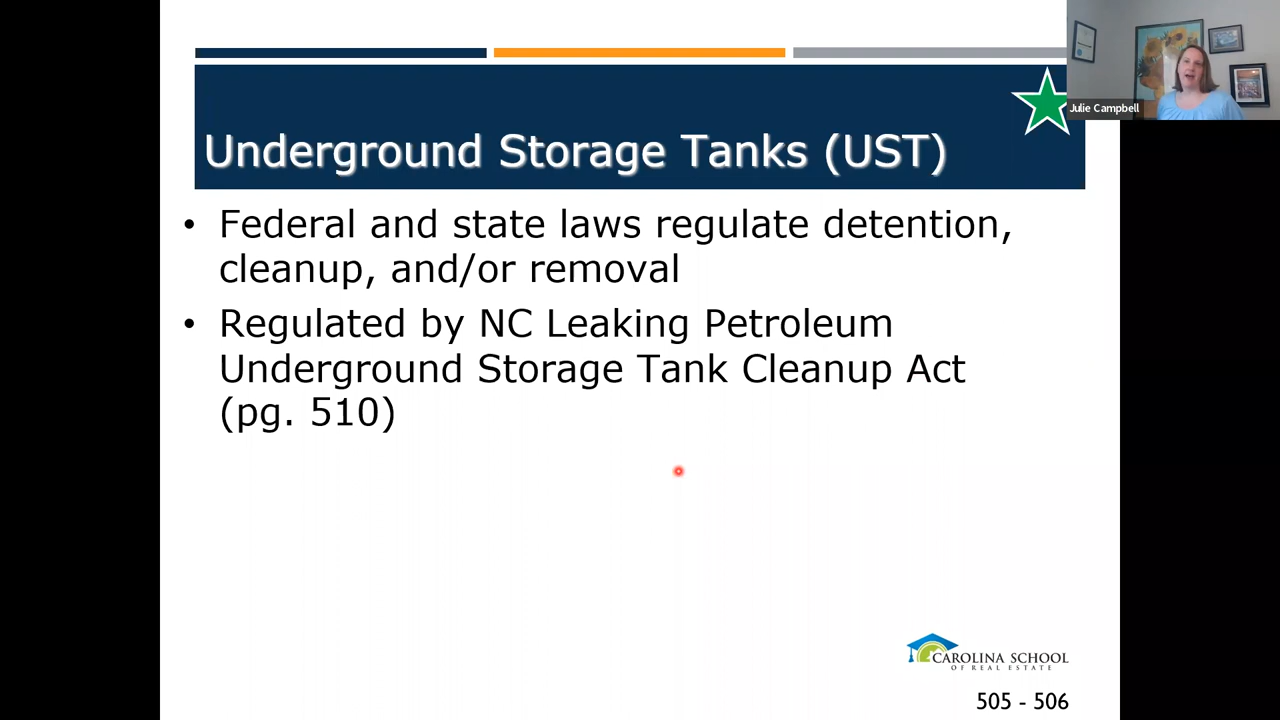 Julie Campbell
Underground Storage Tanks (UST)
• Federal and state laws regulate detention,
cleanup, and/or removal
• Regulated by NC Leaking Petroleum
Underground Storage Tank Cleanup Act
(pg. 510)
CAROLINA SCHOOL
OF REAL ESTATE
505 - 506